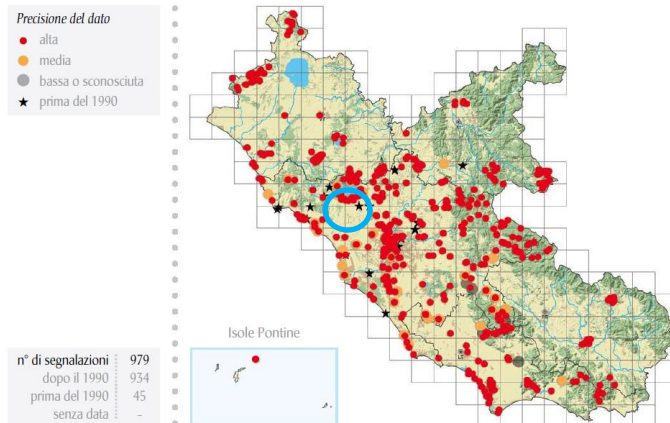 Precisione del dato
alta
media
bassa o sconosciuta
prima del 1990
Isole Pontine
n° di segnalazioni 979
dopo il 1990 934
prima del 1990 45
senza data -